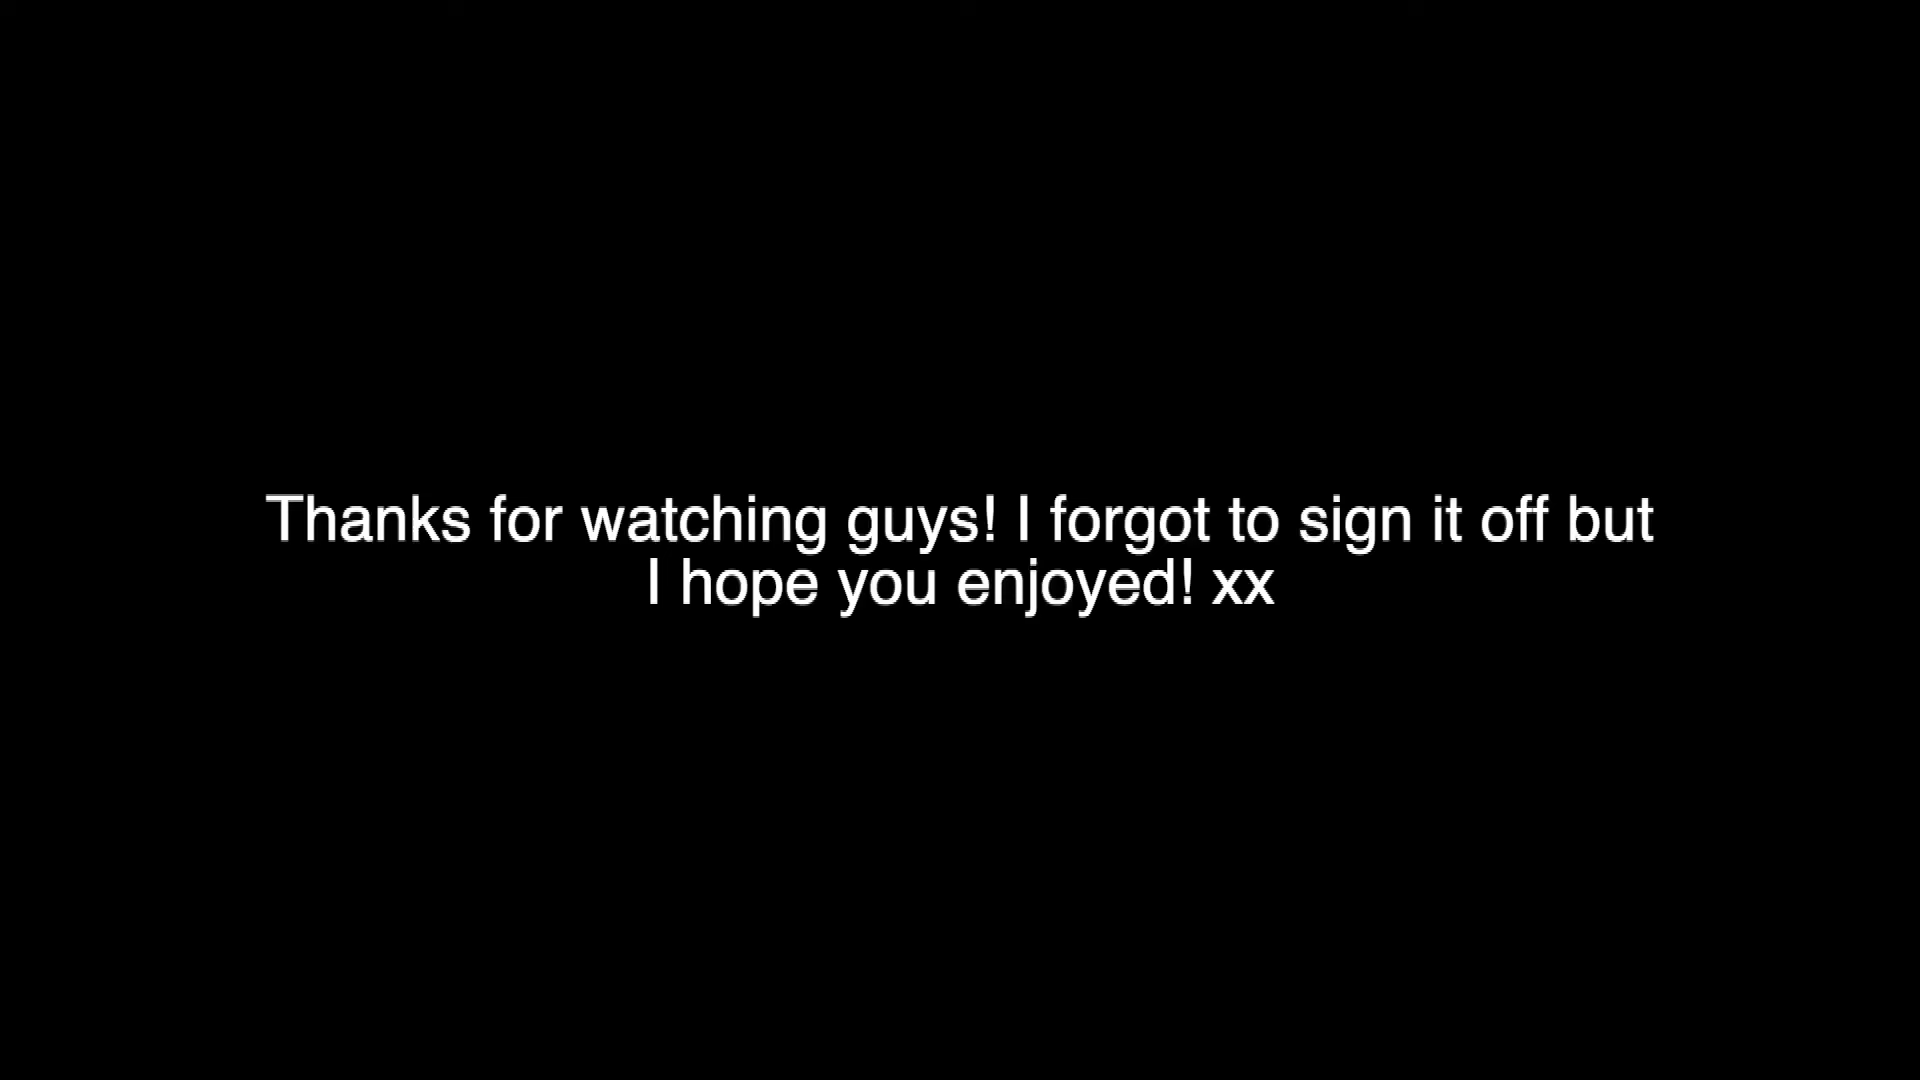 Thanks for watching guys! I forgot to sign it off but
I hope you enjoyed! xx